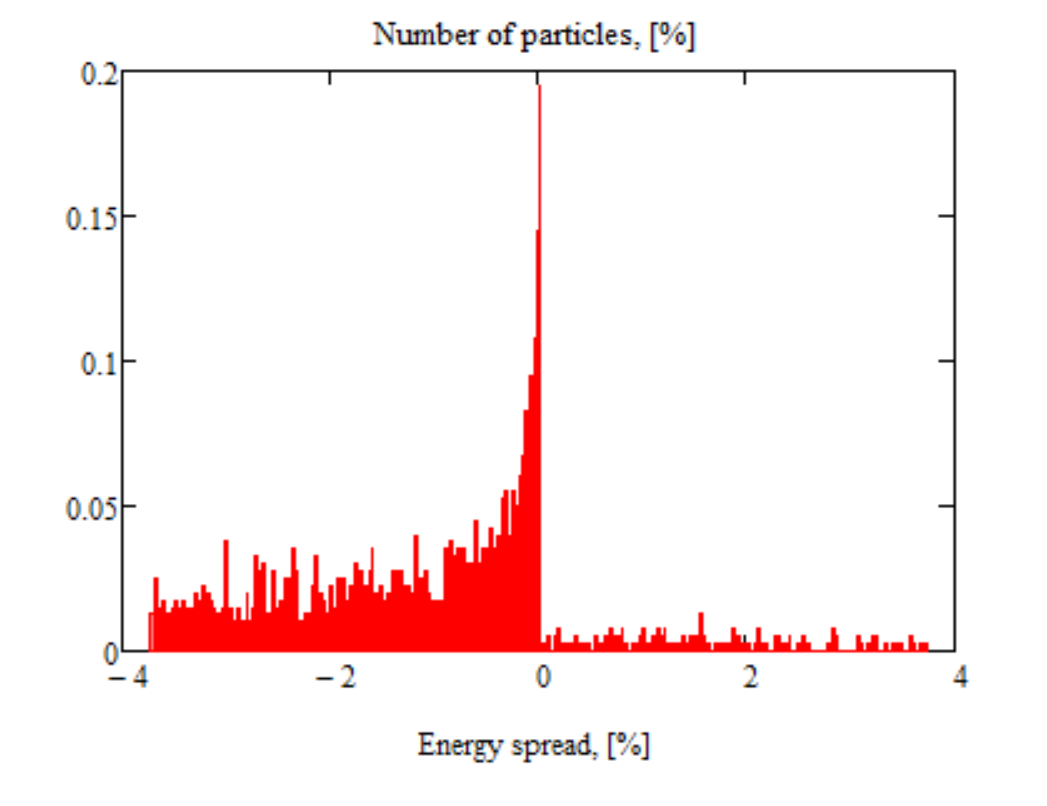 Number of particles, [%]
0.2
0.15
0.1
0.05
0
−4 −2 0 2 4
Energy spread, [%]